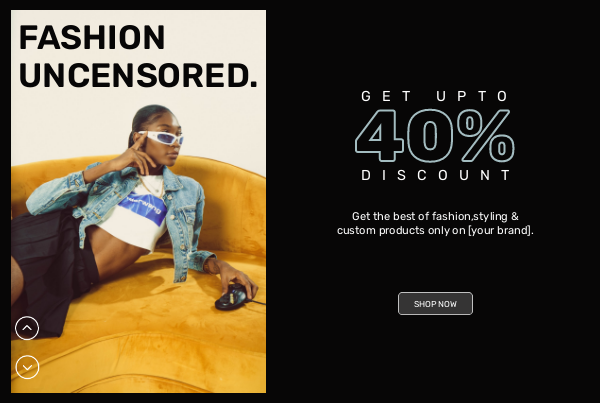 FASHION
UNCENSORED.
GET UPTO
40%
DISCOUNT
Get the best of fashion,styling &
custom products only on [your brand].
SHOP NOW